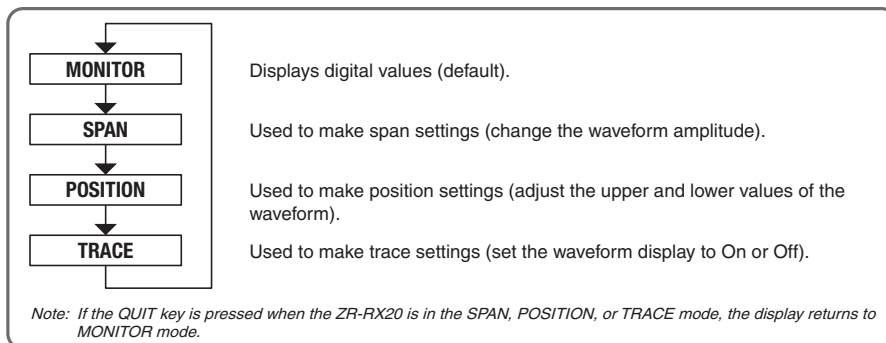 MONITOR
Displays digital values (default).
SPAN
Used to make span settings (change the waveform amplitude).
POSITION
Used to make position settings (adjust the upper and lower values of the
waveform).
TRACE
Used to make trace settings (set the waveform display to On or Off).
Note: If the QUIT key is pressed when the ZR-RX20 is in the SPAN, POSITION, or TRACE mode, the display returns to
MONITOR mode.